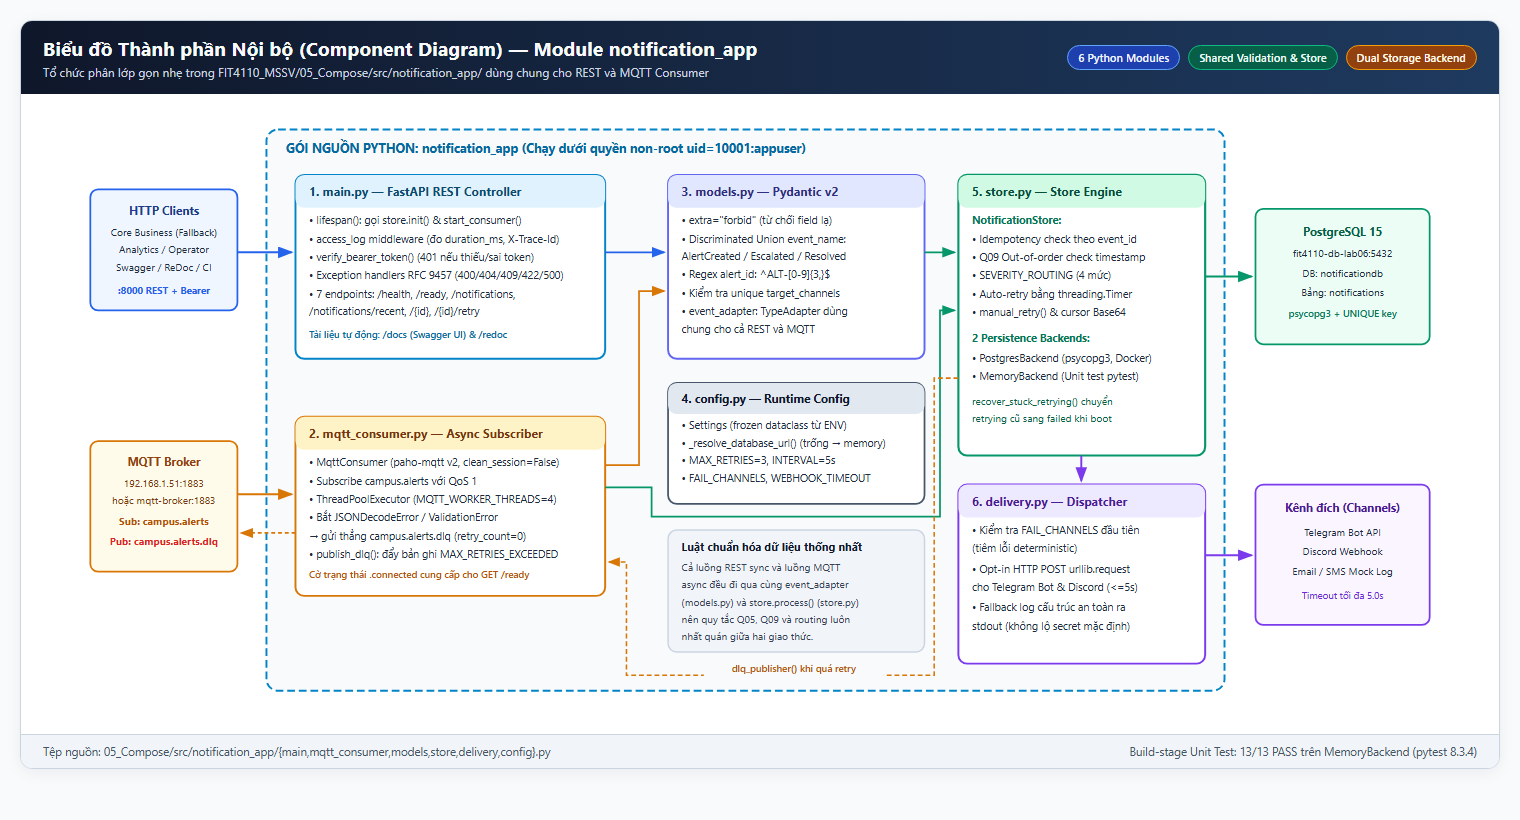 Biểu đồ Thành phần Nội bộ (Component Diagram) — Module notification_app
Tổ chức phân lớp gọn nhẹ trong FIT4110_MSSV/05_Compose/src/notification_app/ dùng chung cho REST và MQTT Consumer
6 Python Modules
Shared Validation & Store
Dual Storage Backend
GÓI NGUỒN PYTHON: notification_app (Chạy dưới quyền non-root uid=10001:appuser)
HTTP Clients
Core Business (Fallback)
Analytics / Operator
Swagger / ReDoc / CI
:8000 REST + Bearer
MQTT Broker
192.168.1.51:1883
hoặc mqtt-broker:1883
Sub: campus.alerts
Pub: campus.alerts.dlq
1. main.py — FastAPI REST Controller
• lifespan(): gọi store.init() & start_consumer()
• access_log middleware (đo duration_ms, X-Trace-Id)
• verify_bearer_token() (401 nếu thiếu/sai token)
• Exception handlers RFC 9457 (400/404/409/422/500)
• 7 endpoints: /health, /ready, /notifications,
/notifications/recent, /{id}, /{id}/retry
Tài liệu tự động: /docs (Swagger UI) & /redoc
2. mqtt_consumer.py — Async Subscriber
• MqttConsumer (paho-mqtt v2, clean_session=False)
• Subscribe campus.alerts với QoS 1
• ThreadPoolExecutor (MQTT_WORKER_THREADS=4)
• Bắt JSONDecodeError / ValidationError
→ gửi thẳng campus.alerts.dlq (retry_count=0)
• publish_dlq(): đẩy bản ghi MAX_RETRIES_EXCEEDED
Cờ trạng thái .connected cung cấp cho GET /ready
3. models.py — Pydantic v2
• extra="forbid" (từ chối field lạ)
• Discriminated Union event_name:
AlertCreated / Escalated / Resolved
• Regex alert_id: ^ALT-[0-9]{3,}$
• Kiểm tra unique target_channels
• event_adapter: TypeAdapter dùng
chung cho cả REST và MQTT
4. config.py — Runtime Config
• Settings (frozen dataclass từ ENV)
• _resolve_database_url() (trống → memory)
• MAX_RETRIES=3, INTERVAL=5s
• FAIL_CHANNELS, WEBHOOK_TIMEOUT
Luật chuẩn hóa dữ liệu thống nhất
Cả luồng REST sync và luồng MQTT
async đều đi qua cùng event_adapter
(models.py) và store.process() (store.py)
nên quy tắc Q05, Q09 và routing luôn
nhất quán giữa hai giao thức.
dlq_publisher() khi quá retry
5. store.py — Store Engine
NotificationStore:
• Idempotency check theo event_id
• Q09 Out-of-order check timestamp
• SEVERITY_ROUTING (4 mức)
• Auto-retry bằng threading.Timer
• manual_retry() & cursor Base64
2 Persistence Backends:
• PostgresBackend (psycopg3, Docker)
• MemoryBackend (Unit test pytest)
recover_stuck_retrying() chuyển
retrying cũ sang failed khi boot
6. delivery.py — Dispatcher
• Kiểm tra FAIL_CHANNELS đầu tiên
(tiêm lỗi deterministic)
• Opt-in HTTP POST urllib.request
cho Telegram Bot & Discord (<=5s)
• Fallback log cấu trúc an toàn ra
stdout (không lộ secret mặc định)
PostgreSQL 15
fit4110-db-lab06:5432
DB: notificationdb
Bảng: notifications
psycopg3 + UNIQUE key
Kênh đích (Channels)
Telegram Bot API
Discord Webhook
Email / SMS Mock Log
Timeout tối đa 5.0s
Tệp nguồn: 05_Compose/src/notification_app/{main,mqtt_consumer,models,store,delivery,config}.py
Build-stage Unit Test: 13/13 PASS trên MemoryBackend (pytest 8.3.4)